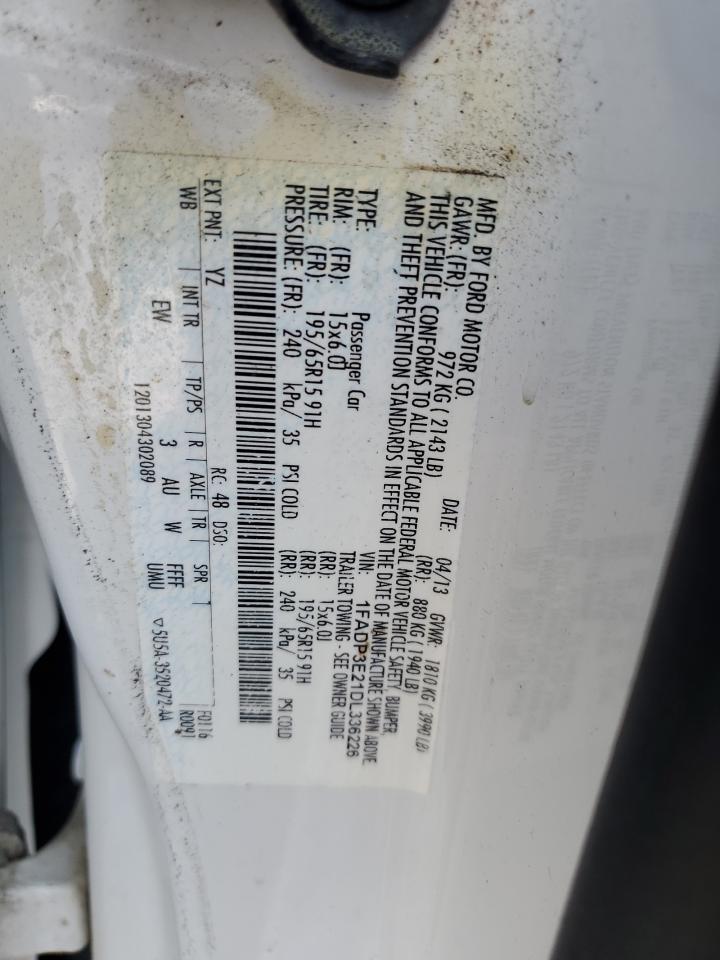 MFD. BY FORD MOTOR CO.
DATE: 04/13 GVWR: 1810 KG ( 3990 LB)
GAWR: (FR): 972 KG ( 2143 LB) (RR): 880 KG ( 1940 LB)
THIS VEHICLE CONFORMS TO ALL APPLICABLE FEDERAL MOTOR VEHICLE SAFETY, BUMPER,
AND THEFT PREVENTION STANDARDS IN EFFECT ON THE DATE OF MANUFACTURE SHOWN ABOVE
VIN: 1FADP3E21DL336226
TYPE: Passenger Car TRAILER TOWING - SEE OWNER GUIDE
RIM: (FR): 15x6.0J (RR): 15x6.0J
TIRE: (FR): 195/65R15 91H (RR): 195/65R15 91H
PRESSURE: (FR): 240 kPa/ 35 PSI COLD (RR): 240 kPa/ 35 PSI COLD
EXT PNT: YZ RC: 48 DSO: F0116
WB | INT TR | TP/PS | R | AXLE | TR | SPR | R0091
EW 3 AU W FFFF
UMU
1201304302089 ▽5U5A-3520472-AA